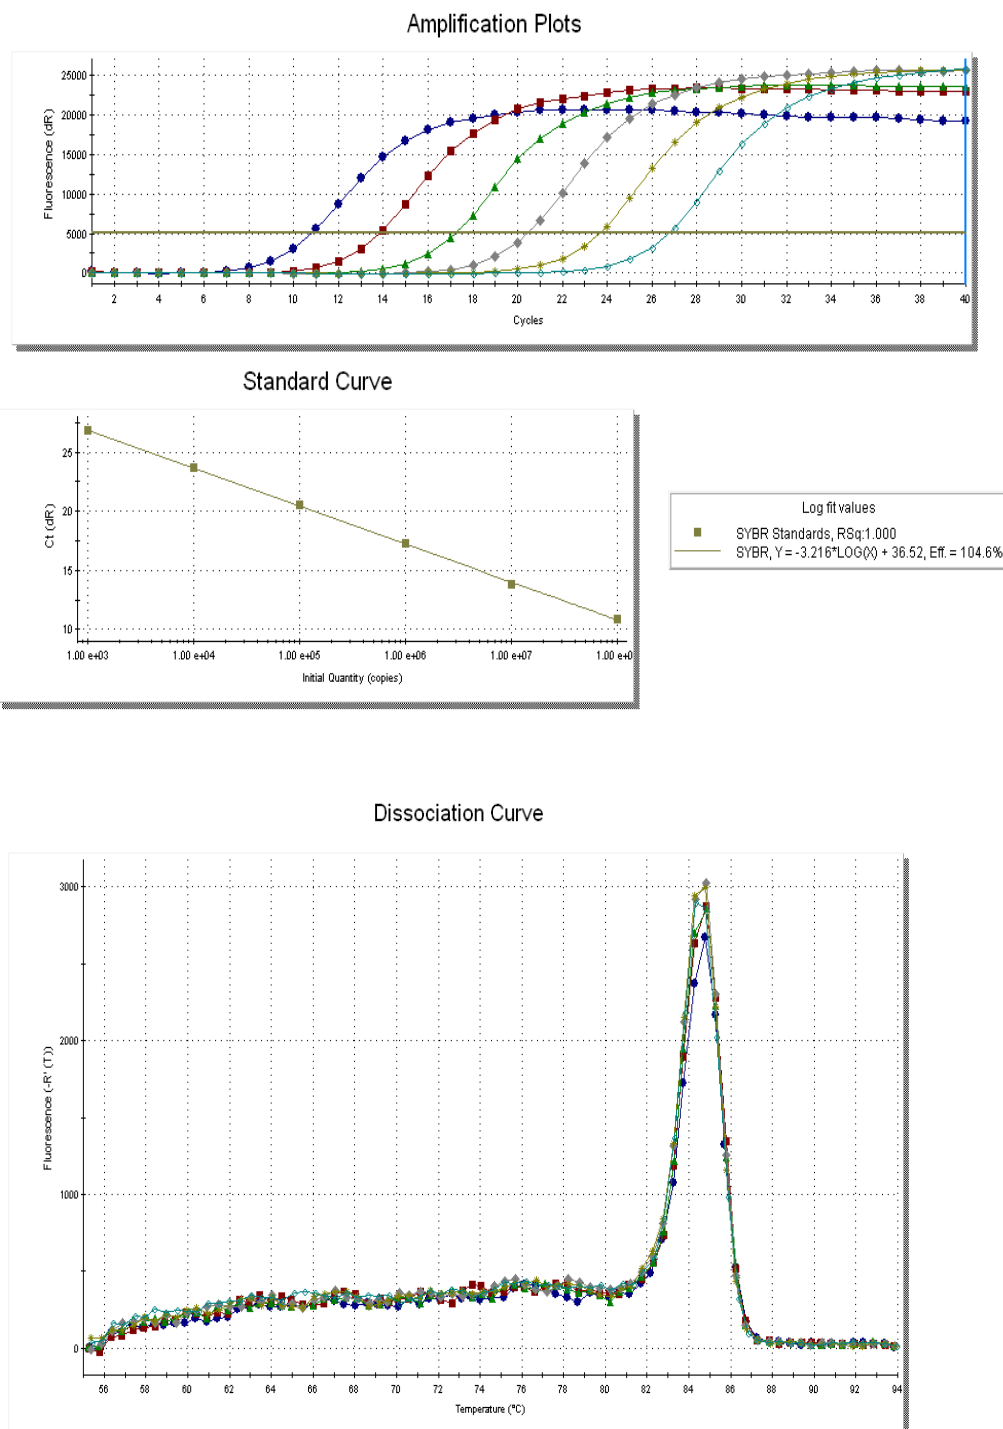 Amplification Plots
Fluorescence (dR)
25000
20000
15000
10000
5000
0
2 4 6 8 10 12 14 16 18 20 22 24 26 28 30 32 34 36 38 40
Cycles
Standard Curve
Ct (dR)
25
20
15
10
1.00 e+03 1.00 e+04 1.00 e+05 1.00 e+06 1.00 e+07 1.00 e+0
Initial Quantity (copies)
Log fit values
SYBR Standards, RSq:1.000
SYBR, Y = -3.216*LOG(X) + 36.52, Eff. = 104.6%
Dissociation Curve
Fluorescence (-R'(T))
3000
2000
1000
0
56 58 60 62 64 66 68 70 72 74 76 78 80 82 84 86 88 90 92 94
Temperature (°C)